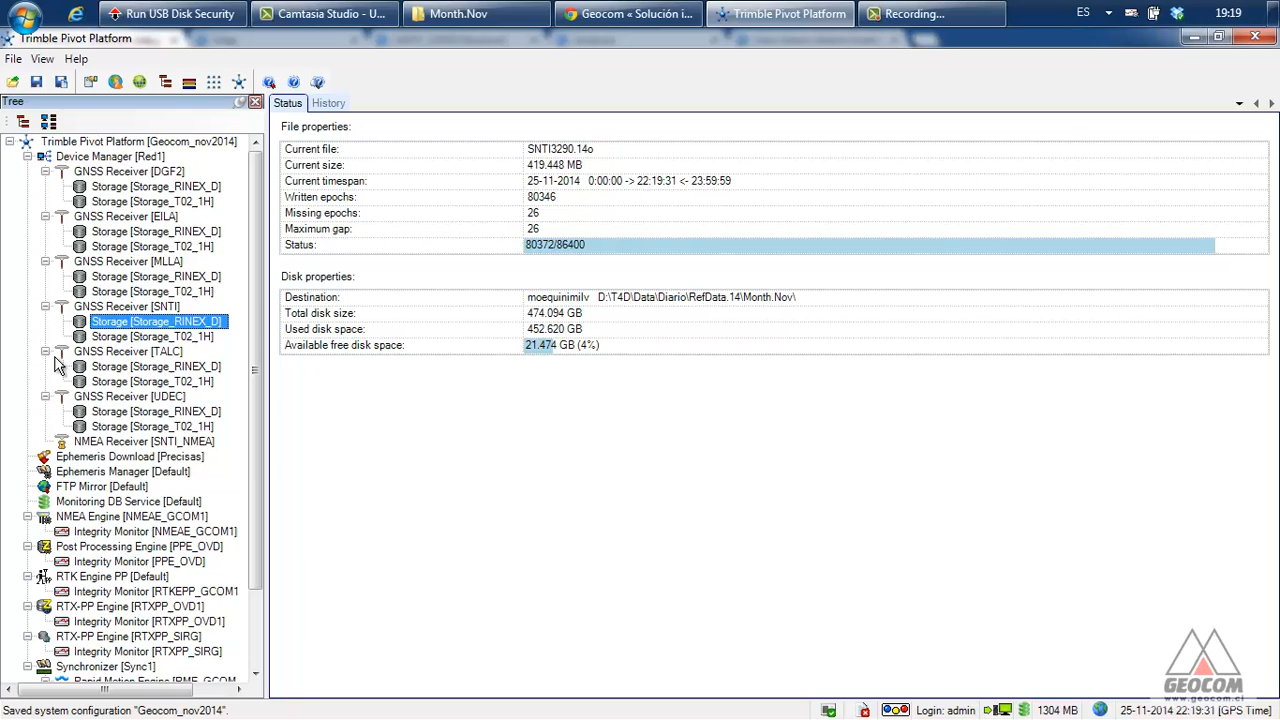 Run USB Disk Security
Camtasia Studio - U...
Month.Nov
Geocom « Solución i...
Trimble Pivot Platform
Recording...
ES
19:19
Trimble Pivot Platform
File View Help
Tree
Status History
Trimble Pivot Platform [Geocom_nov2014]
Device Manager [Red1]
GNSS Receiver [DGF2]
Storage [Storage_RINEX_D]
Storage [Storage_T02_1H]
GNSS Receiver [EILA]
Storage [Storage_RINEX_D]
Storage [Storage_T02_1H]
GNSS Receiver [MLLA]
Storage [Storage_RINEX_D]
Storage [Storage_T02_1H]
GNSS Receiver [SNTI]
Storage [Storage_RINEX_D]
Storage [Storage_T02_1H]
GNSS Receiver [TALC]
Storage [Storage_RINEX_D]
Storage [Storage_T02_1H]
GNSS Receiver [UDEC]
Storage [Storage_RINEX_D]
Storage [Storage_T02_1H]
NMEA Receiver [SNTI_NMEA]
Ephemeris Download [Precisas]
Ephemeris Manager [Default]
FTP Mirror [Default]
Monitoring DB Service [Default]
NMEA Engine [NMEAE_GCOM1]
Integrity Monitor [NMEAE_GCOM1]
Post Processing Engine [PPE_OVD]
Integrity Monitor [PPE_OVD]
RTK Engine PP [Default]
Integrity Monitor [RTKEPP_GCOM1
RTX-PP Engine [RTXPP_OVD1]
Integrity Monitor [RTXPP_OVD1]
RTX-PP Engine [RTXPP_SIRG]
Integrity Monitor [RTXPP_SIRG]
Synchronizer [Sync1]
Rapid Motion Engine [RME_GCOM
File properties:
Current file: SNTI3290.14o
Current size: 419.448 MB
Current timespan: 25-11-2014 0:00:00 -> 22:19:31 <- 23:59:59
Written epochs: 80346
Missing epochs: 26
Maximum gap: 26
Status: 80372/86400
Disk properties:
Destination: moequinimilv D:\T4D\Data\Diario\RefData.14\Month.Nov\
Total disk size: 474.094 GB
Used disk space: 452.620 GB
Available free disk space: 21.474 GB (4%)
GEOCOM
www.geocom.cl
Saved system configuration "Geocom_nov2014".
Login: admin
1304 MB
25-11-2014 22:19:31 [GPS Time]